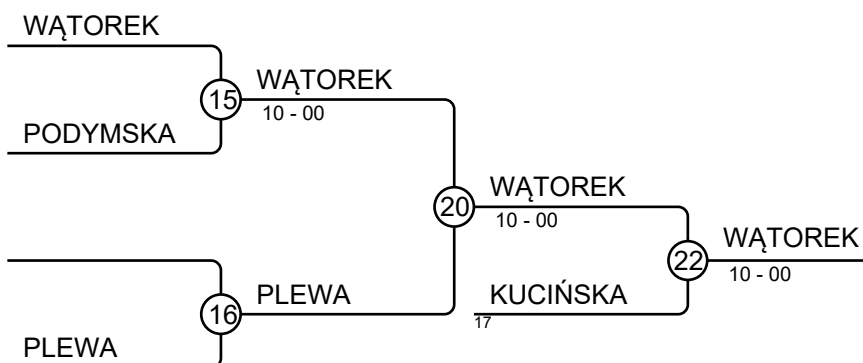 WĄTOREK
15
WĄTOREK
10 - 00
PODYMSKA
20
WĄTOREK
10 - 00
22
WĄTOREK
10 - 00
16
PLEWA
KUCIŃSKA
17
PLEWA